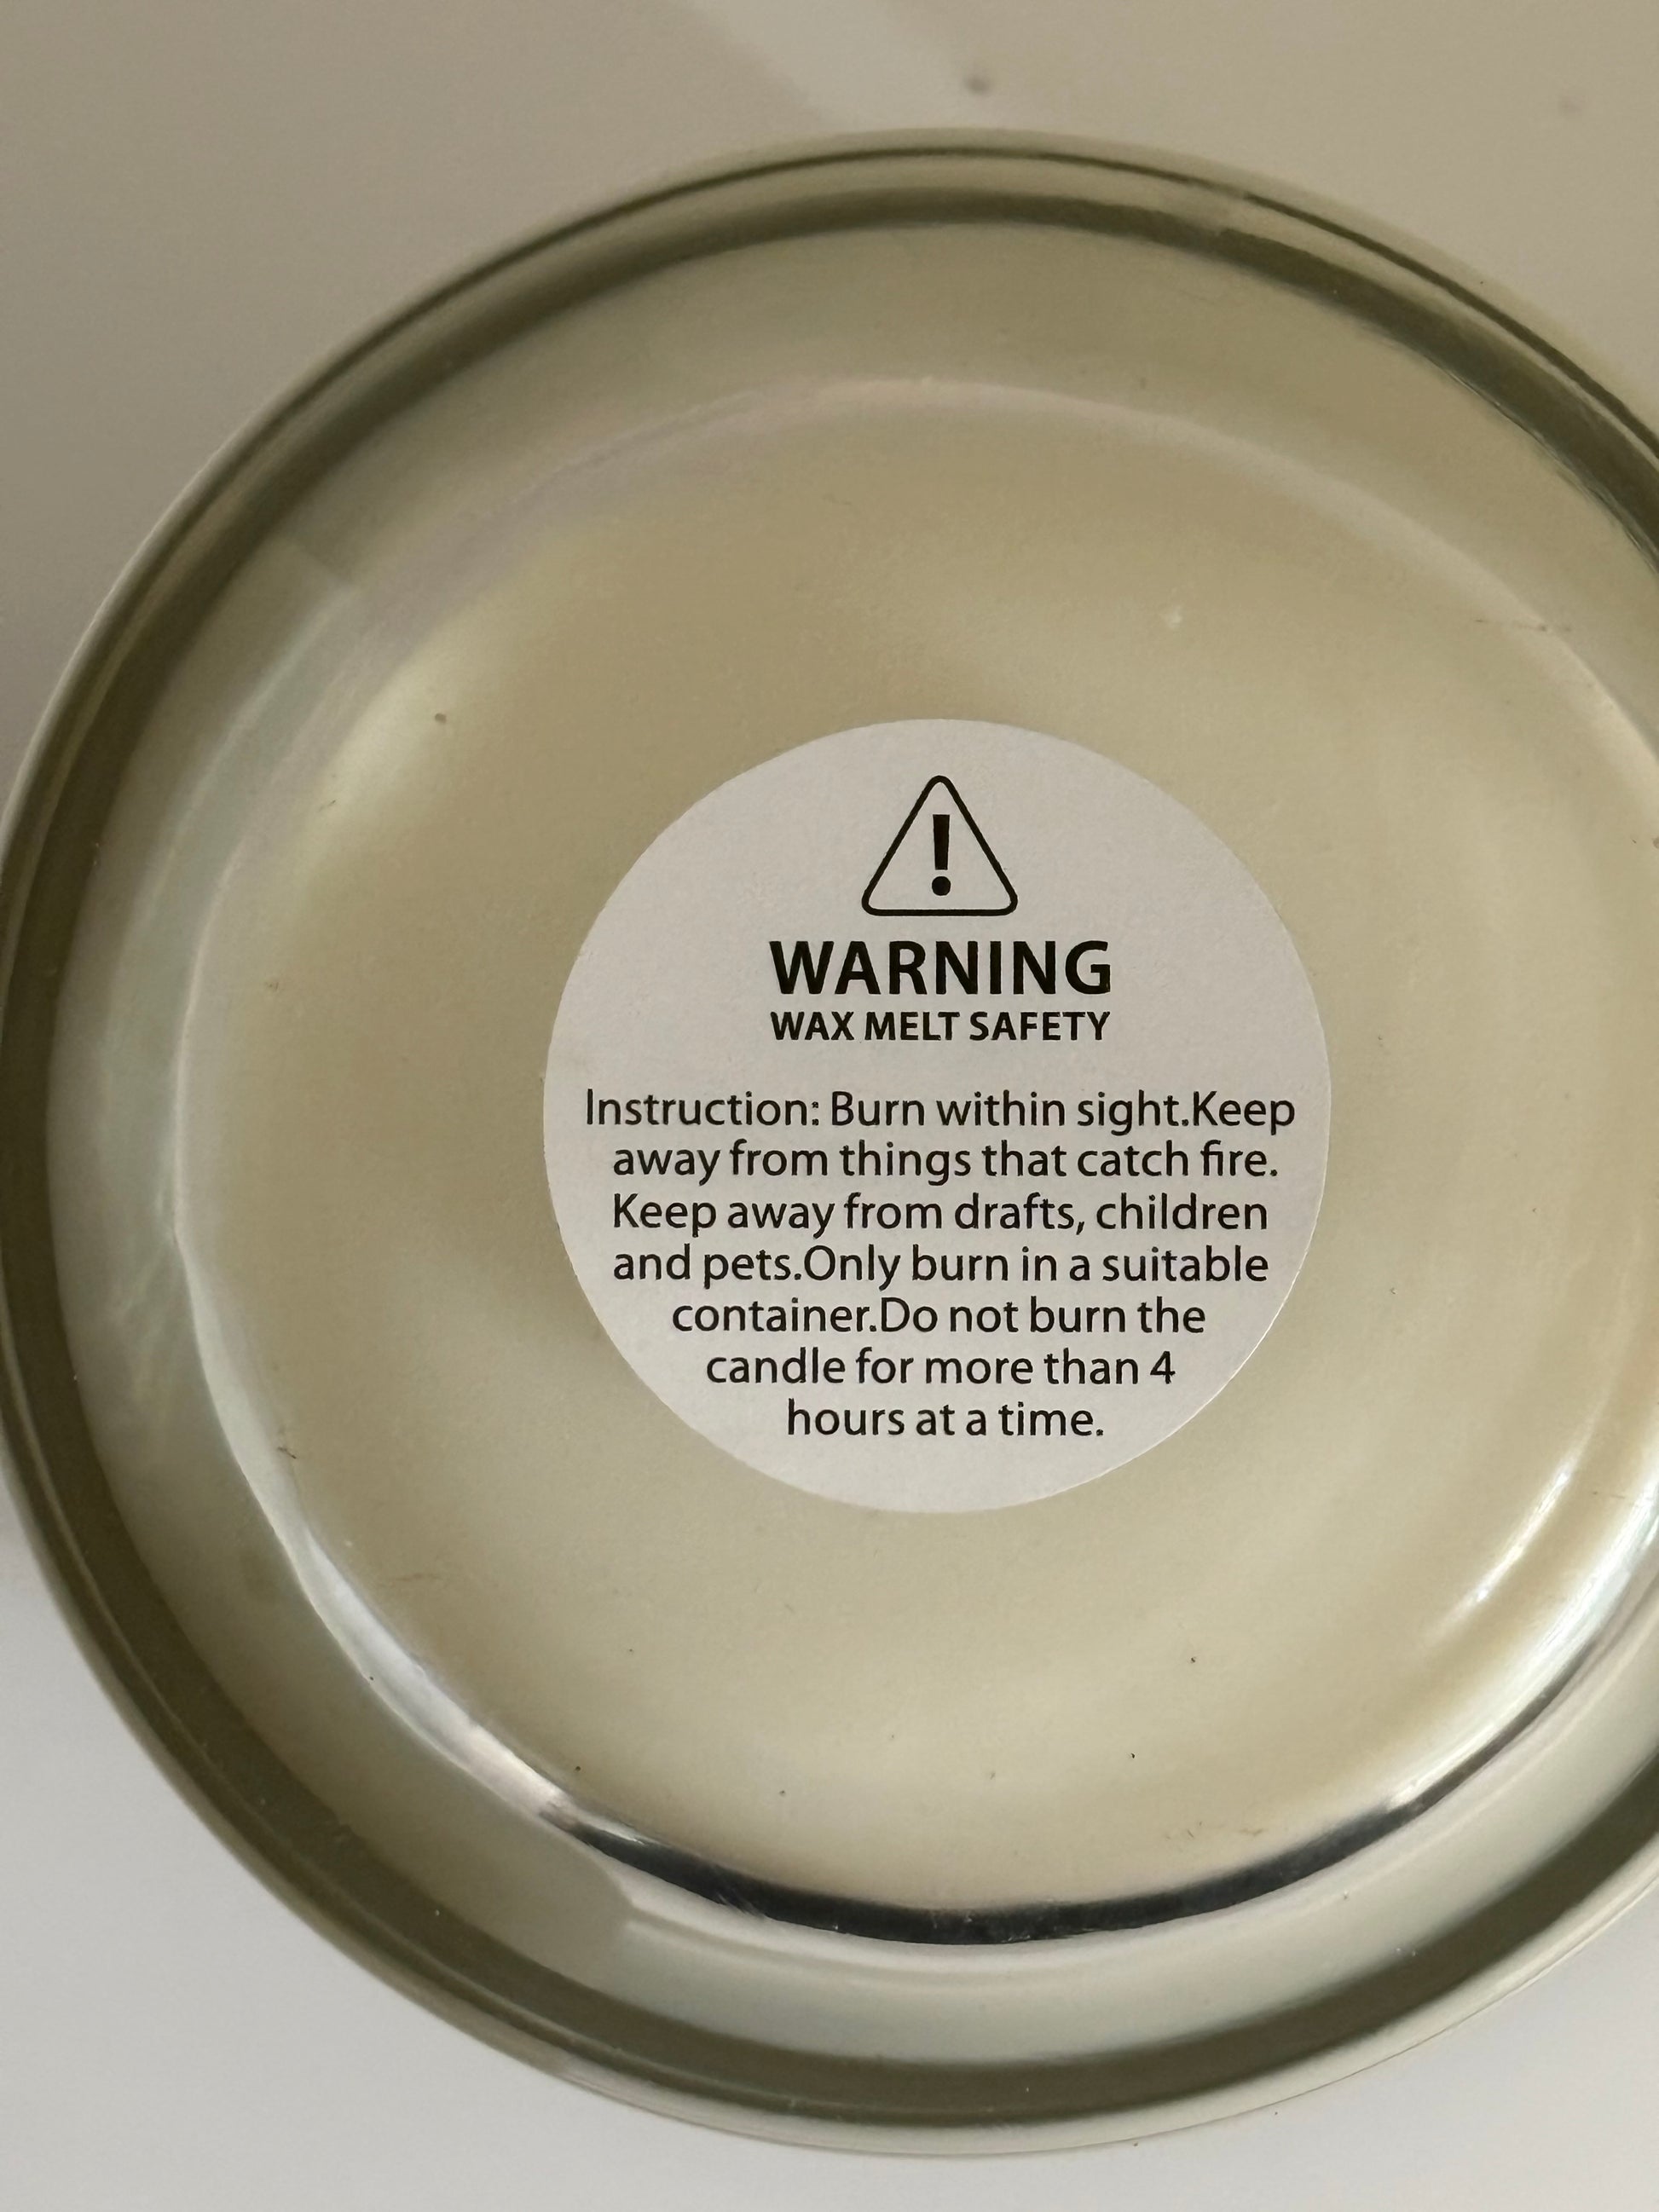 !
WARNING
WAX MELT SAFETY
Instruction: Burn within sight.Keep
away from things that catch fire.
Keep away from drafts, children
and pets.Only burn in a suitable
container.Do not burn the
candle for more than 4
hours at a time.